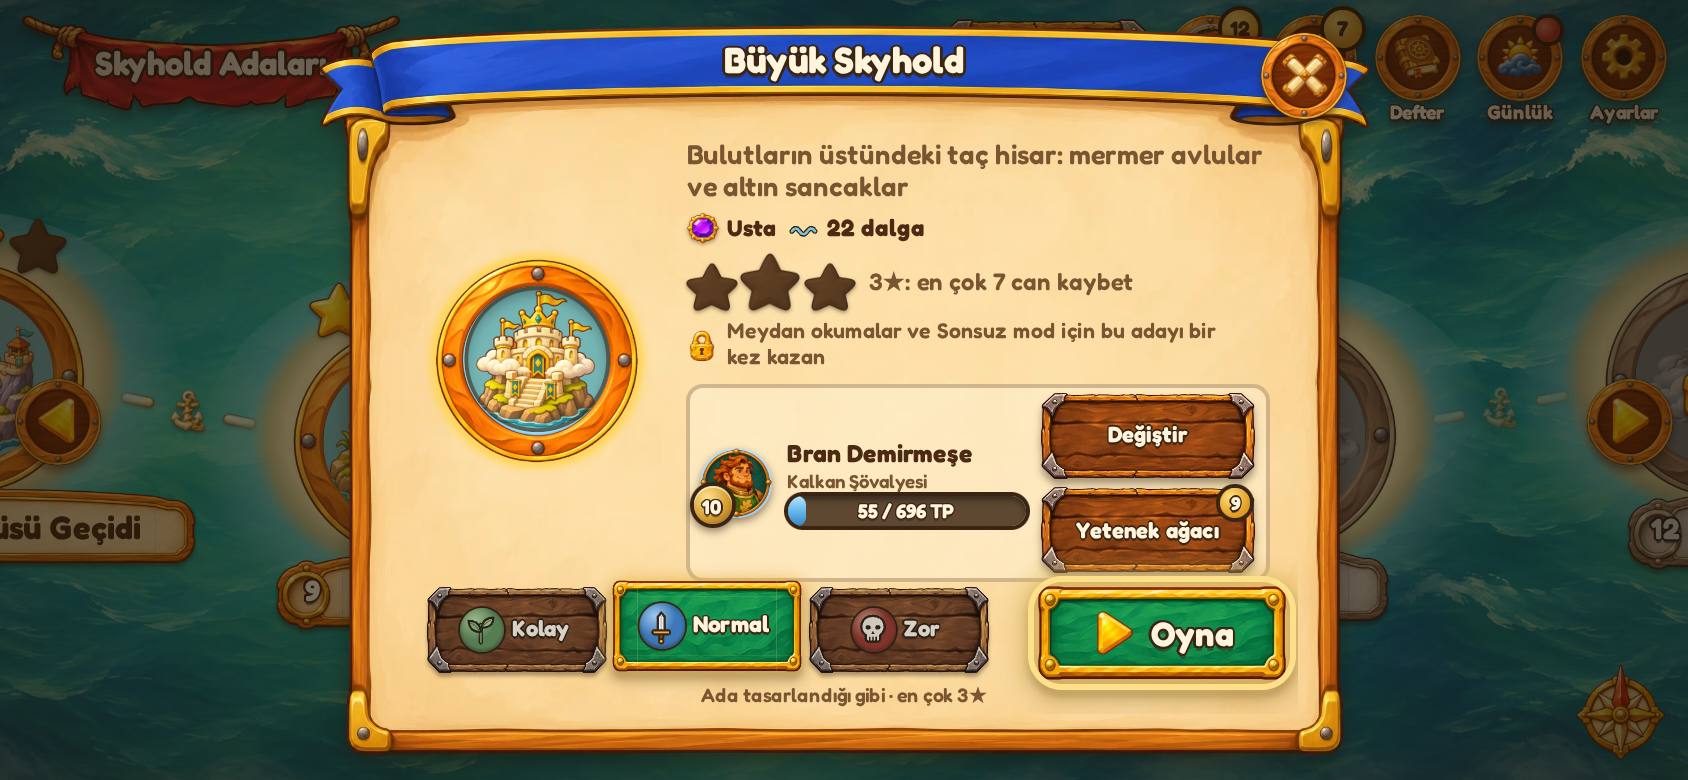 Skyhold Adaları
Büyük Skyhold
12
7
Defter
Günlük
Ayarlar
Bulutların üstündeki taç hisar: mermer avlular
ve altın sancaklar
Usta 22 dalga
3★: en çok 7 can kaybet
Meydan okumalar ve Sonsuz mod için bu adayı bir
kez kazan
Bran Demirmeşe
Kalkan Şövalyesi
10
55 / 696 TP
Değiştir
9
Yetenek ağacı
Geçidi
9
12
Kolay
Normal
Zor
Oyna
Ada tasarlandığı gibi · en çok 3★